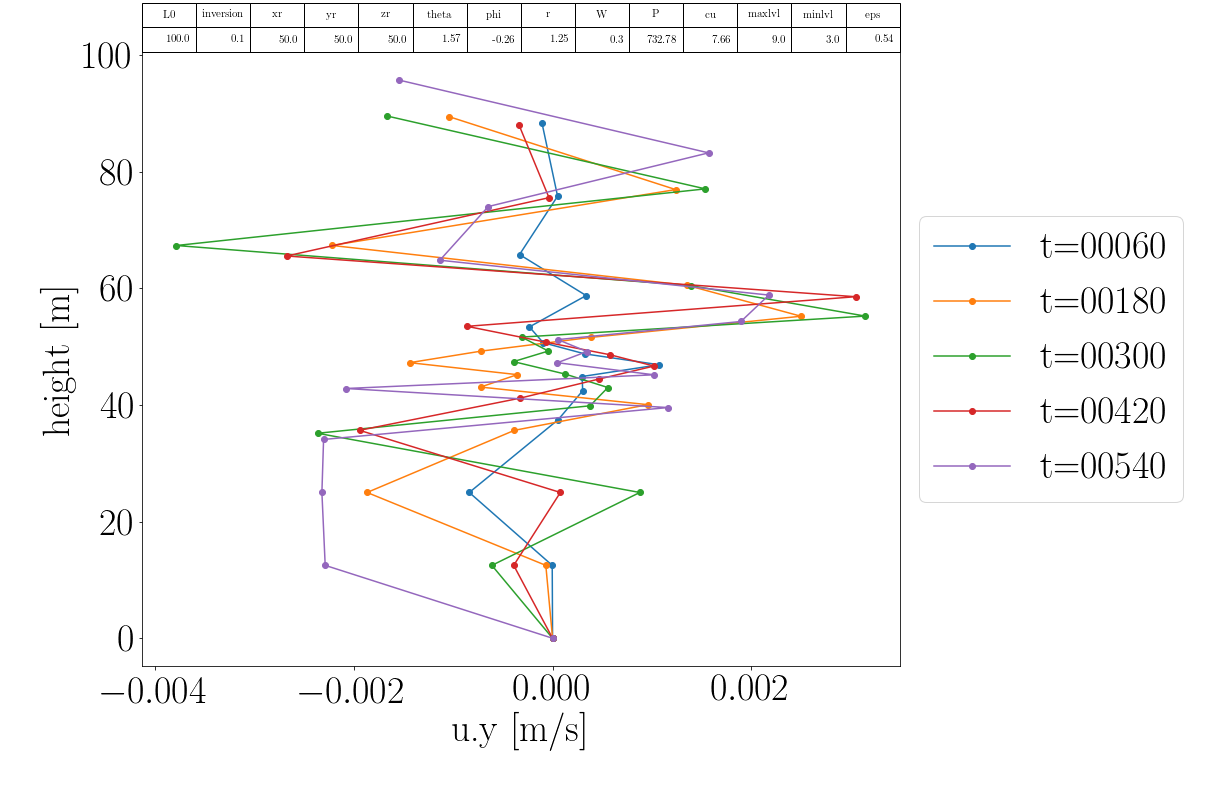 L0 inversion xr yr zr theta phi r W P cu maxlvl minlvl eps
100.0 0.1 50.0 50.0 50.0 1.57 -0.26 1.25 0.3 732.78 7.66 9.0 3.0 0.54
100
80
60
40
20
0
height [m]
−0.004 −0.002 0.000 0.002
u.y [m/s]
t=00060
t=00180
t=00300
t=00420
t=00540